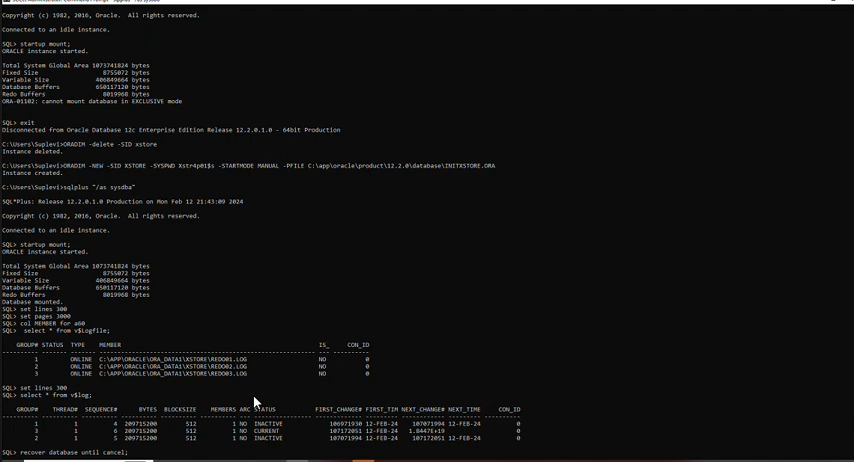 Copyright (c) 1982, 2016, Oracle.  All rights reserved.
Connected to an idle instance.
SQL> startup mount;
ORACLE instance started.
Total System Global Area 1073741824 bytes
Fixed Size                  8755072 bytes
Variable Size             406849664 bytes
Database Buffers          650117120 bytes
Redo Buffers                8019968 bytes
ORA-01102: cannot mount database in EXCLUSIVE mode
SQL> exit
Disconnected from Oracle Database 12c Enterprise Edition Release 12.2.0.1.0 - 64bit Production
C:\Users\Suplevi>ORADIM -delete -SID xstore
Instance deleted.
C:\Users\Suplevi>ORADIM -NEW -SID XSTORE -SYSPWD Xstr4p01$s -STARTMODE MANUAL -PFILE C:\app\oracle\product\12.2.0\database\INITXSTORE.ORA
Instance created.
C:\Users\Suplevi>sqlplus "/as sysdba"
SQL*Plus: Release 12.2.0.1.0 Production on Mon Feb 12 21:43:09 2024
Copyright (c) 1982, 2016, Oracle.  All rights reserved.
Connected to an idle instance.
SQL> startup mount;
ORACLE instance started.
Total System Global Area 1073741824 bytes
Fixed Size                  8755072 bytes
Variable Size             406849664 bytes
Database Buffers          650117120 bytes
Redo Buffers                8019968 bytes
Database mounted.
SQL> set lines 300
SQL> set pages 3000
SQL> col MEMBER for a60
SQL>  select * from v$Logfile;
GROUP# STATUS  TYPE    MEMBER                                                       IS_     CON_ID
1         ONLINE  C:\APP\ORACLE\ORA_DATA1\XSTORE\REDO01.LOG                    NO           0
2         ONLINE  C:\APP\ORACLE\ORA_DATA1\XSTORE\REDO02.LOG                    NO           0
3         ONLINE  C:\APP\ORACLE\ORA_DATA1\XSTORE\REDO03.LOG                    NO           0
SQL> set lines 300
SQL> select * from v$log;
GROUP#    THREAD#  SEQUENCE#      BYTES  BLOCKSIZE    MEMBERS ARC STATUS           FIRST_CHANGE# FIRST_TIM NEXT_CHANGE# NEXT_TIME     CON_ID
1          1          4  209715200        512          1 NO  INACTIVE             106971930 12-FEB-24    107071994 12-FEB-24          0
3          1          6  209715200        512          1 NO  CURRENT              107172051 12-FEB-24   1.8447E+19                    0
2          1          5  209715200        512          1 NO  INACTIVE             107071994 12-FEB-24    107172051 12-FEB-24          0
SQL> recover database until cancel;